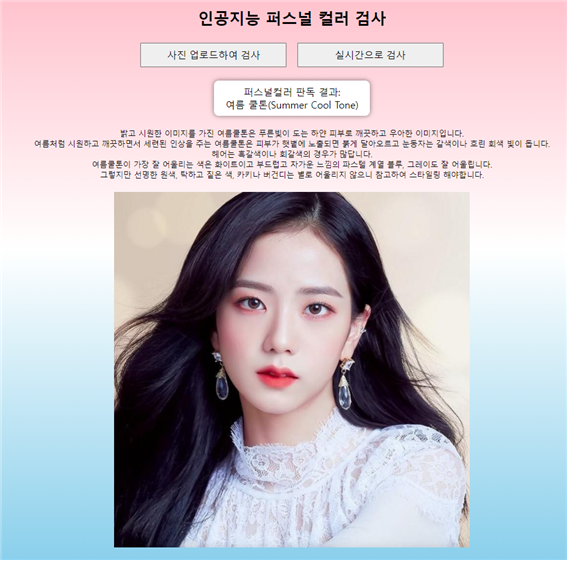 인공지능 퍼스널 컬러 검사
사진 업로드하여 검사
실시간으로 검사
퍼스널컬러 판독 결과:
여름 쿨톤(Summer Cool Tone)
밝고 시원한 이미지를 가진 여름쿨톤은 푸른빛이 도는 하얀 피부로 깨끗하고 우아한 이미지입니다.
여름처럼 시원하고 깨끗하면서 세련된 인상을 주는 여름쿨톤은 피부가 햇볕에 노출되면 붉게 달아오르고 눈동자는 갈색이나 흐린 회색 빛이 듭니다.
헤어는 흑갈색이나 회갈색의 경우가 많답니다.
여름쿨톤이 가장 잘 어울리는 색은 화이트이고 부드럽고 차가운 느낌의 파스텔 계열 블루, 그레이도 잘 어울립니다.
그렇지만 선명한 원색, 탁하고 짙은 색, 카키나 버건디는 별로 어울리지 않으니 참고하여 스타일링 해야합니다.